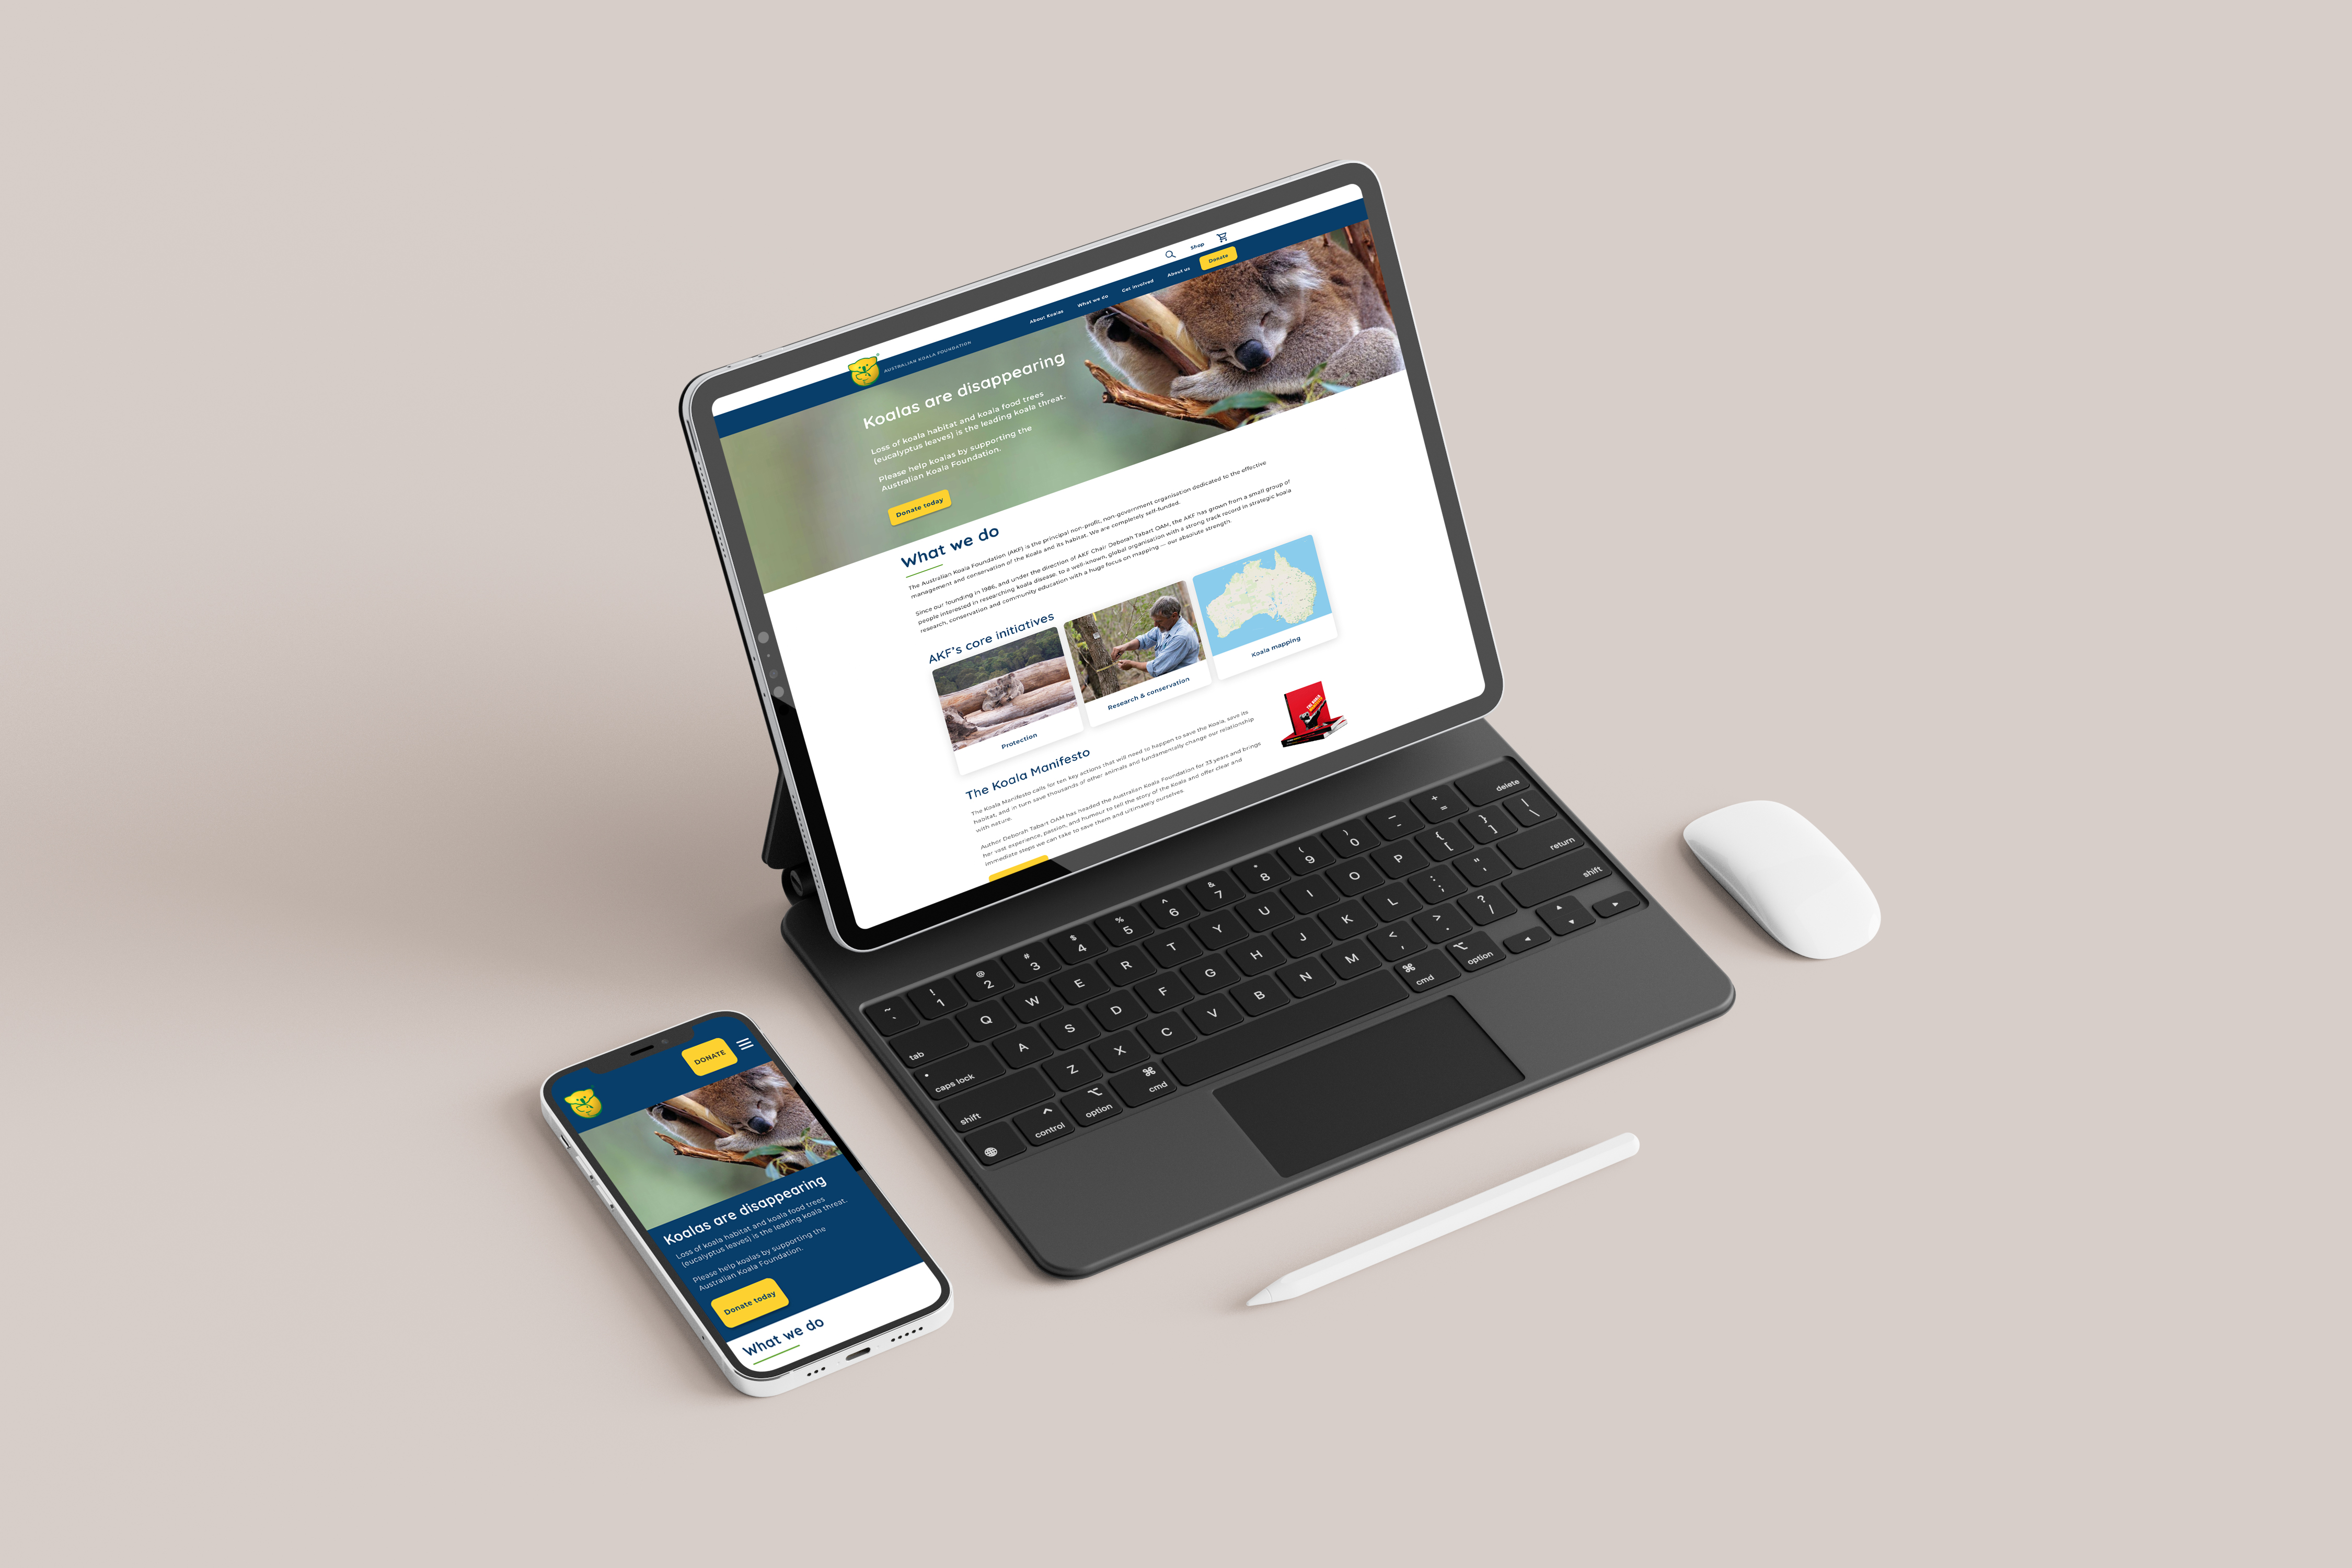 Shop
AUSTRALIAN KOALA FOUNDATION
About Koalas
What we do
Get involved
About us
Donate
Koalas are disappearing
Loss of koala habitat and koala food trees
(eucalyptus leaves) is the leading koala threat.
Please help koalas by supporting the
Australian Koala Foundation.
Donate today
What we do
The Australian Koala Foundation (AKF) is the principal non-profit, non-government organisation dedicated to the effective
management and conservation of the Koala and its habitat. We are completely self-funded.
Since our founding in 1986, and under the direction of AKF Chair Deborah Tabart OAM, the AKF has grown from a small group of
people interested in researching koala disease, to a well-known, global organisation with a strong track record in strategic koala
research, conservation and community education with a huge focus on mapping — our absolute strength.
AKF's core initiatives
Protection
Research & conservation
Koala mapping
The Koala Manifesto
The Koala Manifesto calls for ten key actions that will need to happen to save the Koala, save its
habitat, and in turn save thousands of other animals and fundamentally change our relationship
with nature.
Author Deborah Tabart OAM has headed the Australian Koala Foundation for 33 years and brings
her vast experience, passion, and humour to tell the story of the Koala and offer clear and
immediate steps we can take to save them and ultimately ourselves.
~ ! @ # $ % ^ & * ( ) _ +
` 1 2 3 4 5 6 7 8 9 0 - = delete
tab Q W E R T Y U I O P { [ } ] | \
caps lock A S D F G H J K L : ; " ' return
shift Z X C V B N M < , > . ? / shift
control option cmd cmd option
DONATE
Koalas are disappearing
Loss of koala habitat and koala food trees
(eucalyptus leaves) is the leading koala threat.
Please help koalas by supporting the
Australian Koala Foundation.
Donate today
What we do